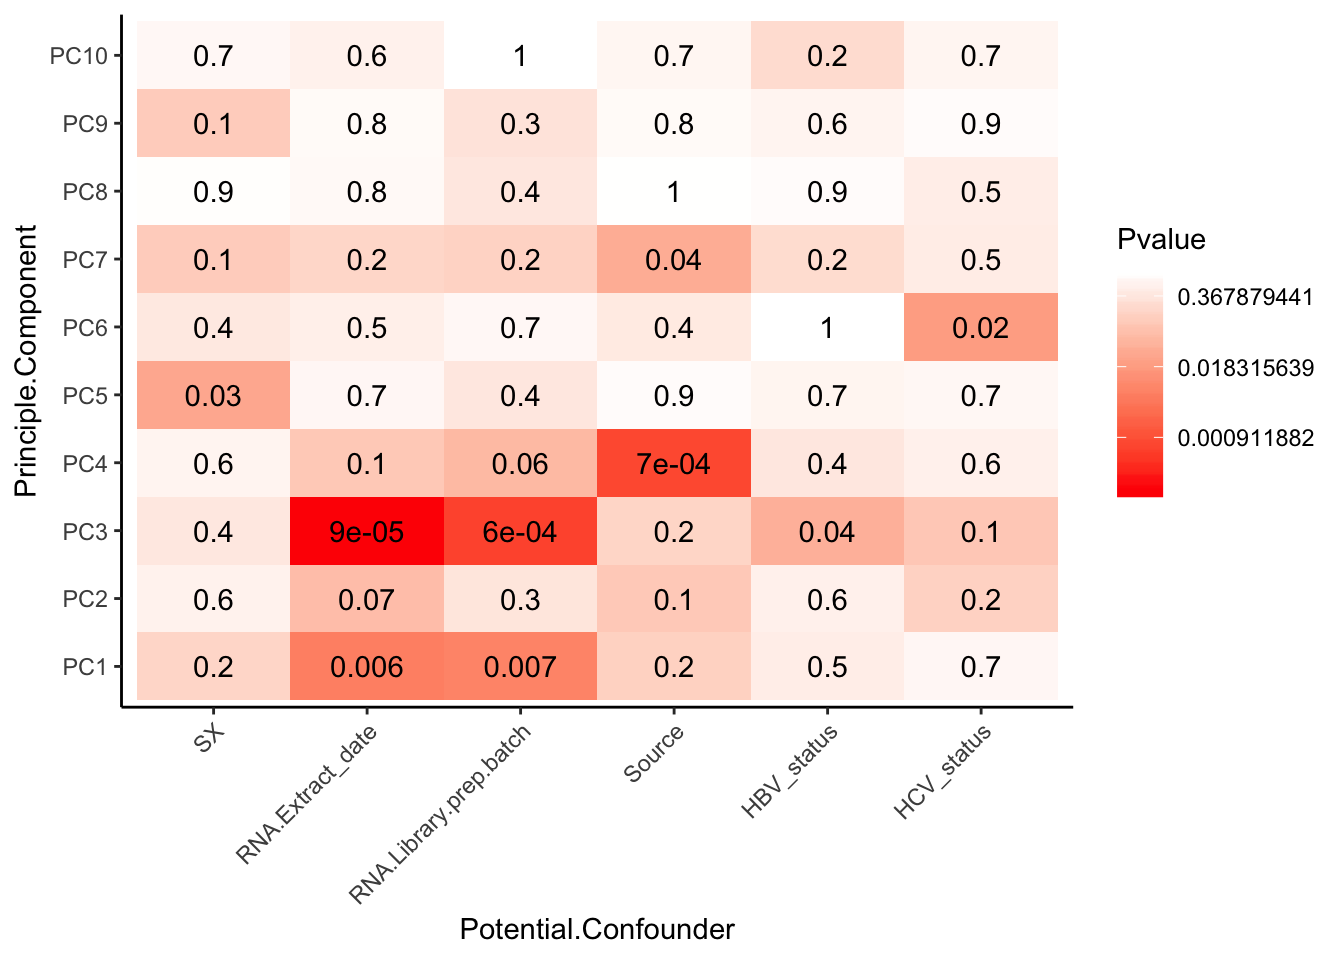 PC10 0.7 0.6 1 0.7 0.2 0.7
PC9 0.1 0.8 0.3 0.8 0.6 0.9
PC8 0.9 0.8 0.4 1 0.9 0.5
PC7 0.1 0.2 0.2 0.04 0.2 0.5
PC6 0.4 0.5 0.7 0.4 1 0.02
PC5 0.03 0.7 0.4 0.9 0.7 0.7
PC4 0.6 0.1 0.06 7e-04 0.4 0.6
PC3 0.4 9e-05 6e-04 0.2 0.04 0.1
PC2 0.6 0.07 0.3 0.1 0.6 0.2
PC1 0.2 0.006 0.007 0.2 0.5 0.7
Principle.Component
SX
RNA.Extract_date
RNA.Library.prep.batch
Source
HBV_status
HCV_status
Potential.Confounder
Pvalue
0.367879441
0.018315639
0.000911882